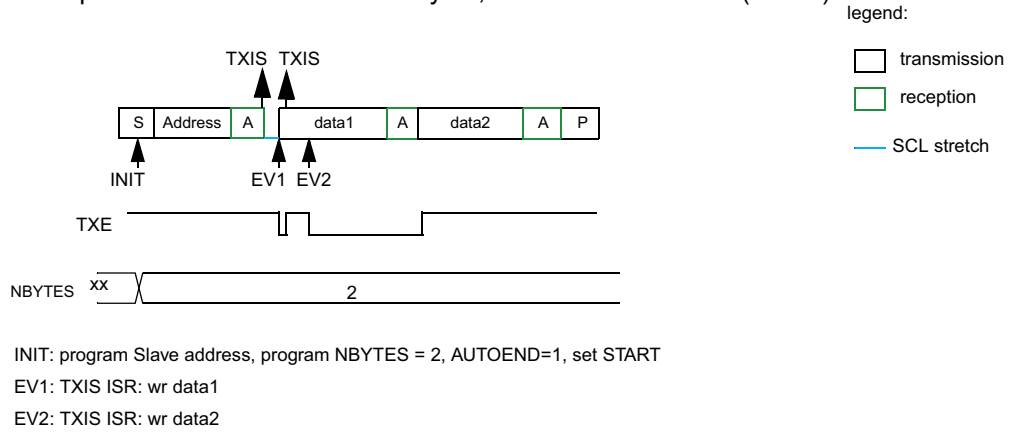 legend:
transmission
reception
SCL stretch
TXIS TXIS
S Address A data1 A data2 A P
INIT EV1 EV2
TXE
NBYTES xx 2
INIT: program Slave address, program NBYTES = 2, AUTOEND=1, set START
EV1: TXIS ISR: wr data1
EV2: TXIS ISR: wr data2